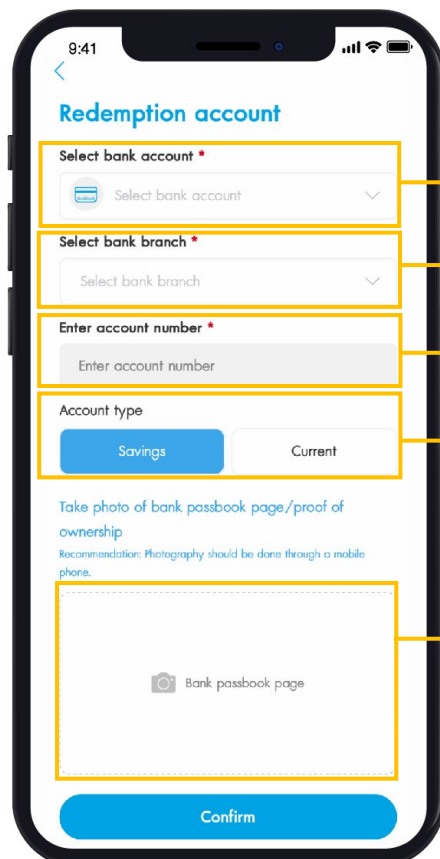 9:41
Redemption account
Select bank account *
Select bank account
Select bank branch *
Select bank branch
Enter account number *
Enter account number
Account type
Savings Current
Take photo of bank passbook page/proof of
ownership
Recommendation: Photography should be done through a mobile
phone.
Bank passbook page
Confirm